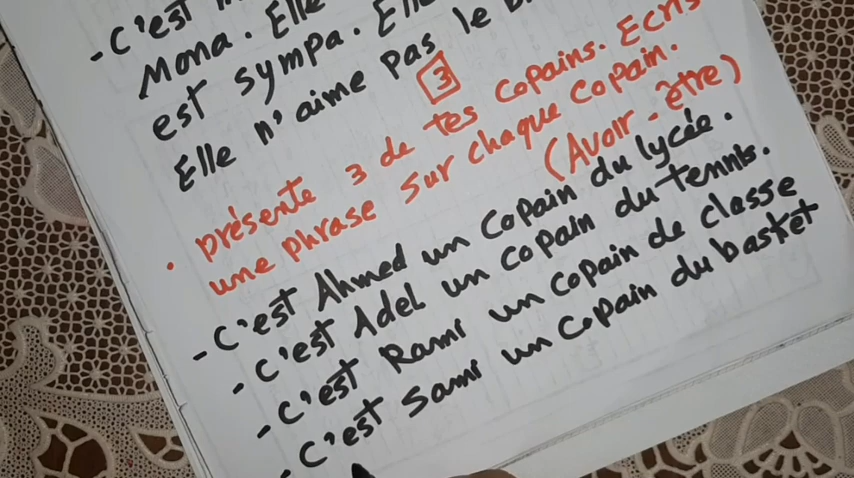 - C'est
Mona. Elle
est sympa. Elle
Elle n'aime pas le
3
• présente 3 de tes copains. Ecris
une phrase sur chaque copain.
(Avoir - être)
- C'est Ahmed un copain du lycée.
- C'est Adel un copain du tennis.
- C'est Rami un copain de classe
- C'est Sami un copain du basket